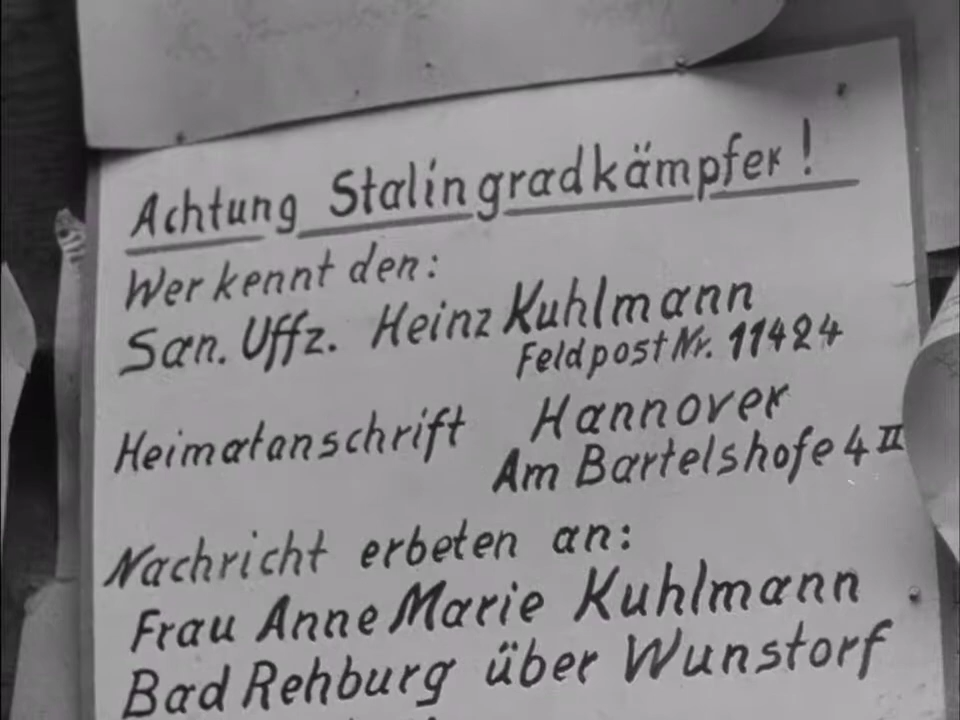 Achtung Stalingradkämpfer!
Wer kennt den:
San. Uffz. Heinz Kuhlmann
Feldpost Nr. 11424
Heimatanschrift Hannover
Am Bartelshofe 4 II
Nachricht erbeten an:
Frau Anne Marie Kuhlmann
Bad Rehburg über Wunstorf